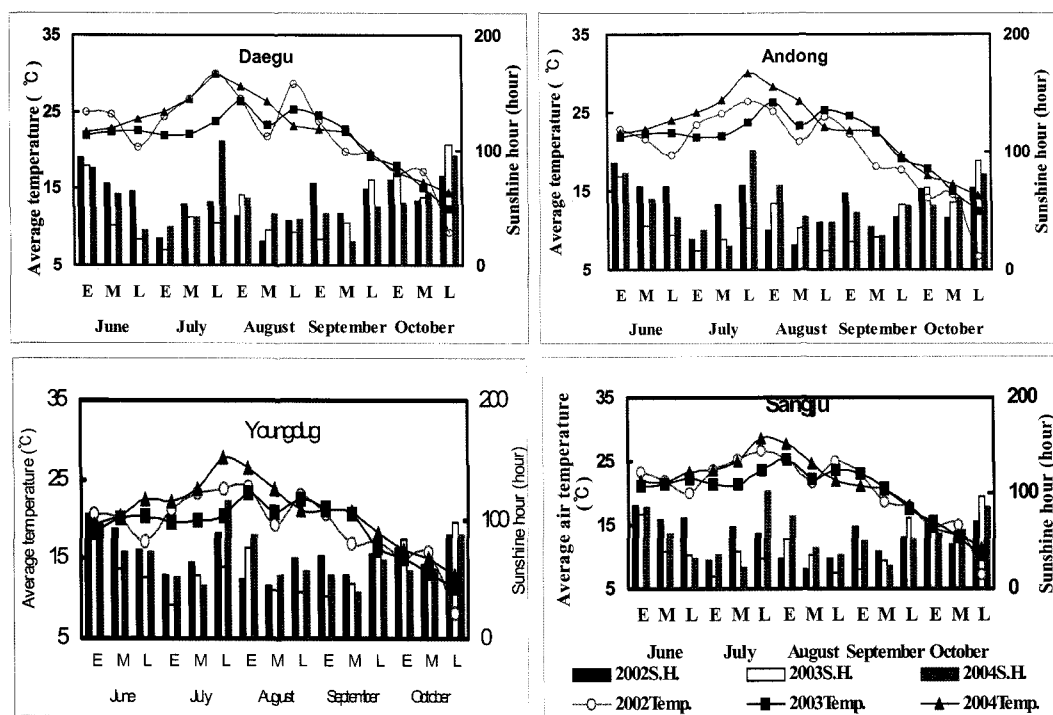 Daegu
35
25
15
5
Average temperature (℃)
200
100
0
Sunshine hour (hour)
E M L E M L E M L E M L E M L
June July August September October
Andong
35
25
15
5
Average temperature (℃)
200
100
0
Sunshine hour (hour)
E M L E M L E M L E M L E M L
June July August September October
Youngdug
35
25
15
5
Average temperature (℃)
200
100
0
Sunshine hour (hour)
E M L E M L E M L E M L E M L
June July August September October
Sangju
35
25
15
5
Average air temperature (℃)
200
100
0
Sunshine hour (hour)
E M L E M L E M L E M L E M L
June July August September October
2002S.H. 2003S.H. 2004S.H.
2002Temp. 2003Temp. 2004Temp.